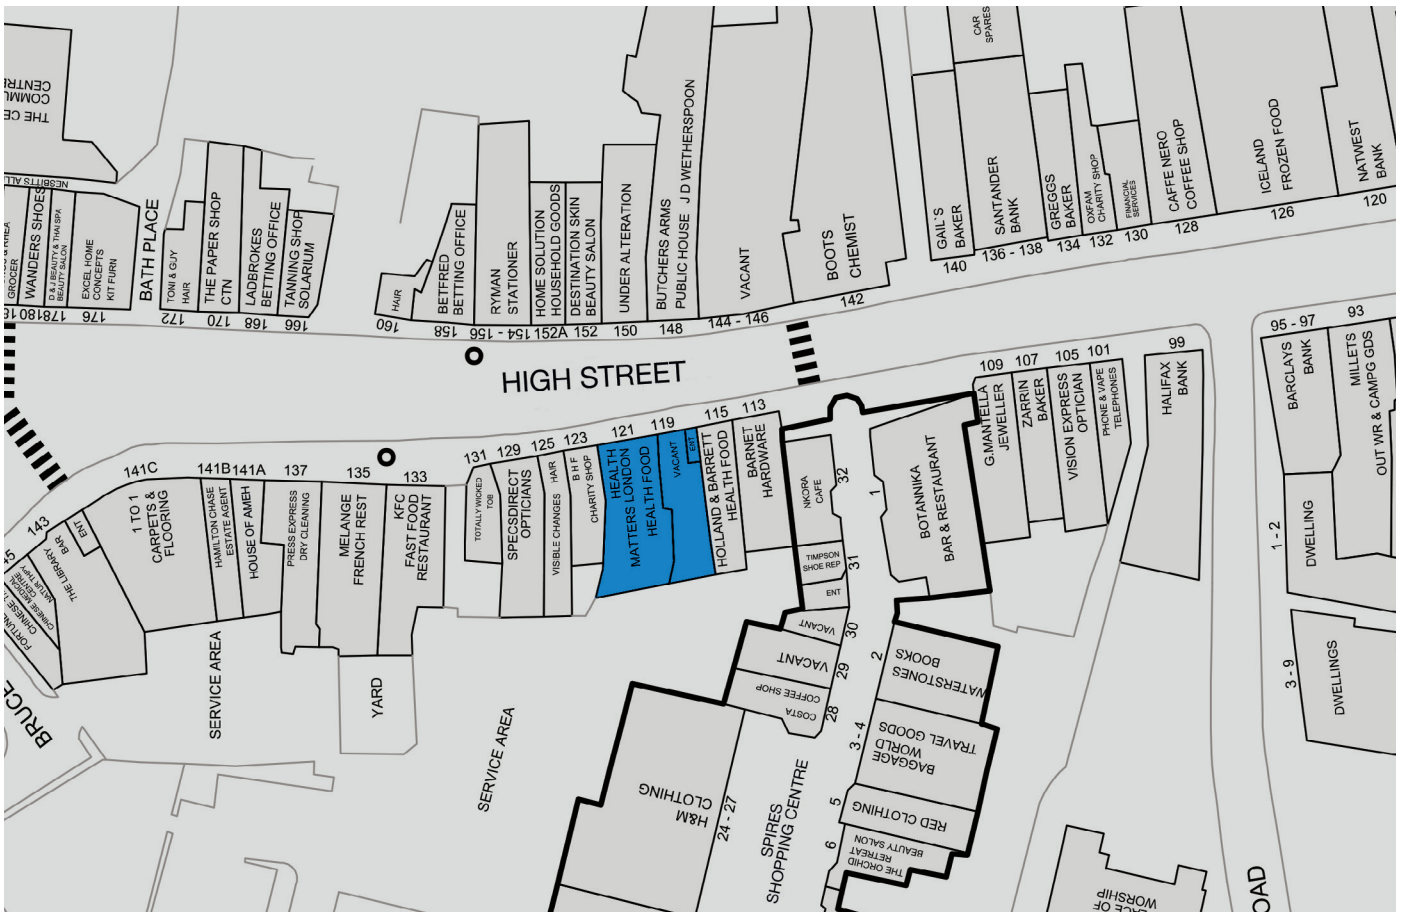 THE CE
COMMU
CENTRE
NESBITTS ALL
GROCER
180
WANDERS SHOES
178
D & J BEAUTY & THAI SPA
BEAUTY SALON
176
EXCEL HOME
CONCEPTS
KIT FURN
BATH PLACE
172
TONI & GUY
HAIR
170
THE PAPER SHOP
CTN
168
LADBROKES
BETTING OFFICE
166
TANNING SHOP
SOLARIUM
160
HAIR
158
BETFRED
BETTING OFFICE
156 - 154
RYMAN
STATIONER
152A
HOME SOLUTION
HOUSEHOLD GOODS
152
DESTINATION SKIN
BEAUTY SALON
150
UNDER ALTERATION
148
BUTCHERS ARMS
PUBLIC HOUSE J D WETHERSPOON
144 - 146
VACANT
142
BOOTS
CHEMIST
140
GAIL'S
BAKER
CAR
SPARES
136 - 138
SANTANDER
BANK
134
GREGGS
BAKER
132
OXFAM
CHARITY SHOP
130
FINANCIAL
SERVICES
128
CAFFE NERO
COFFEE SHOP
126
ICELAND
FROZEN FOOD
120
NATWEST
BANK
HIGH STREET
143
THE LIBRARY
BAR
ENT
CHINESE MEDICAL
CENTRE
141C
1 TO 1
CARPETS &
FLOORING
141B
HAMILTON CHASE
ESTATE AGENT
141A
HOUSE OF AMEH
137
PRESS EXPRESS
DRY CLEANING
135
MELANGE
FRENCH REST
133
KFC
FAST FOOD
RESTAURANT
131
TOTALLY WICKED
TOB
129
SPECSDIRECT
OPTICIANS
125
VISIBLE CHANGES HAIR
123
B H F
CHARITY SHOP
121
HEALTH
MATTERS LONDON
HEALTH FOOD
119
VACANT
ENT
115
HOLLAND & BARRETT
HEALTH FOOD
113
BARNET
HARDWARE
NKORA
CAFE
32
TIMPSON
SHOE REP
31
ENT
VACANT
30
VACANT
29
COSTA
COFFEE SHOP
28
H&M
CLOTHING
24 - 27
1
BOTANNIKA
BAR & RESTAURANT
2
WATERSTONES
BOOKS
3 - 4
BAGGAGE
WORLD
TRAVEL GOODS
5
RED CLOTHING
6
THE ORCHID
RETREAT
BEAUTY SALON
SPIRES
SHOPPING CENTRE
109
G.MANTELLA
JEWELLER
107
ZARRIN
BAKER
105
VISION EXPRESS
OPTICIAN
101
PHONE & VAPE
TELEPHONES
99
HALIFAX
BANK
95 - 97
BARCLAYS
BANK
93
MILLETS
OUT WR & CAMPG GDS
1 - 2
DWELLING
3 - 9
DWELLINGS
SERVICE AREA
YARD
SERVICE AREA
BRUCE
OAD
ACE OF
WORSHIP